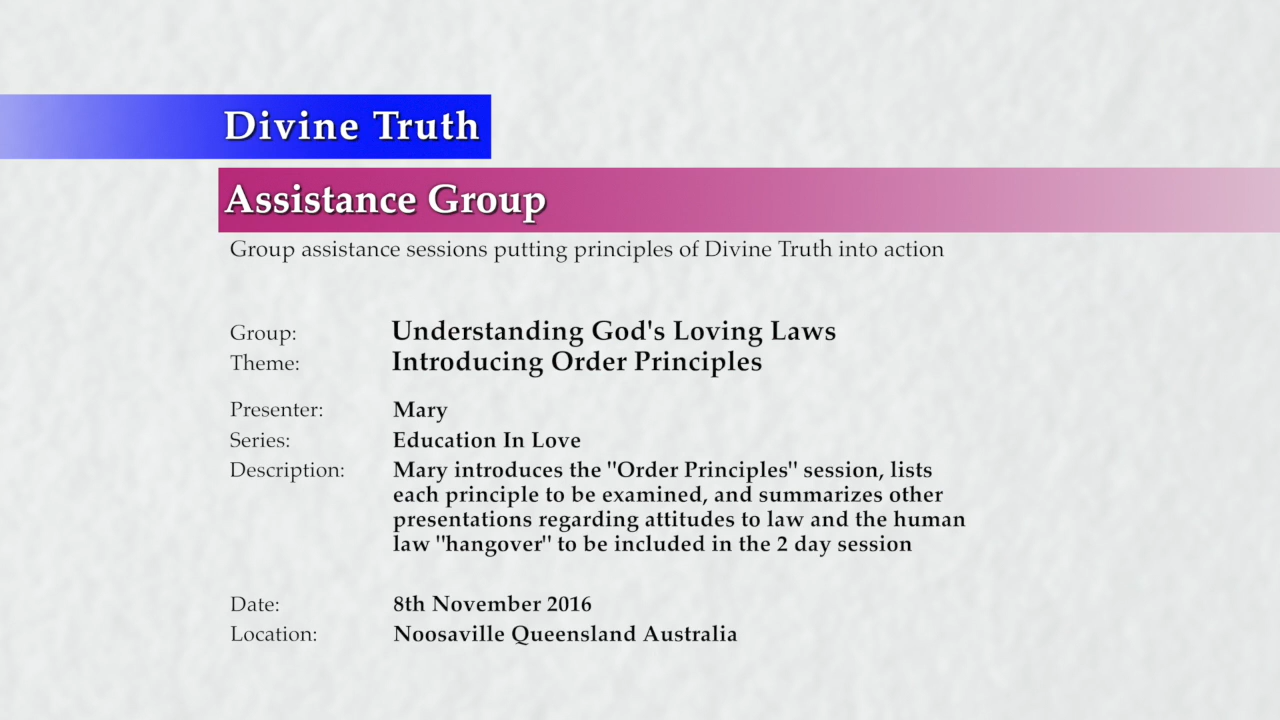 Divine Truth
Assistance Group
Group assistance sessions putting principles of Divine Truth into action
Group: Understanding God's Loving Laws
Theme: Introducing Order Principles
Presenter: Mary
Series: Education In Love
Description: Mary introduces the "Order Principles" session, lists
each principle to be examined, and summarizes other
presentations regarding attitudes to law and the human
law "hangover" to be included in the 2 day session
Date: 8th November 2016
Location: Noosaville Queensland Australia